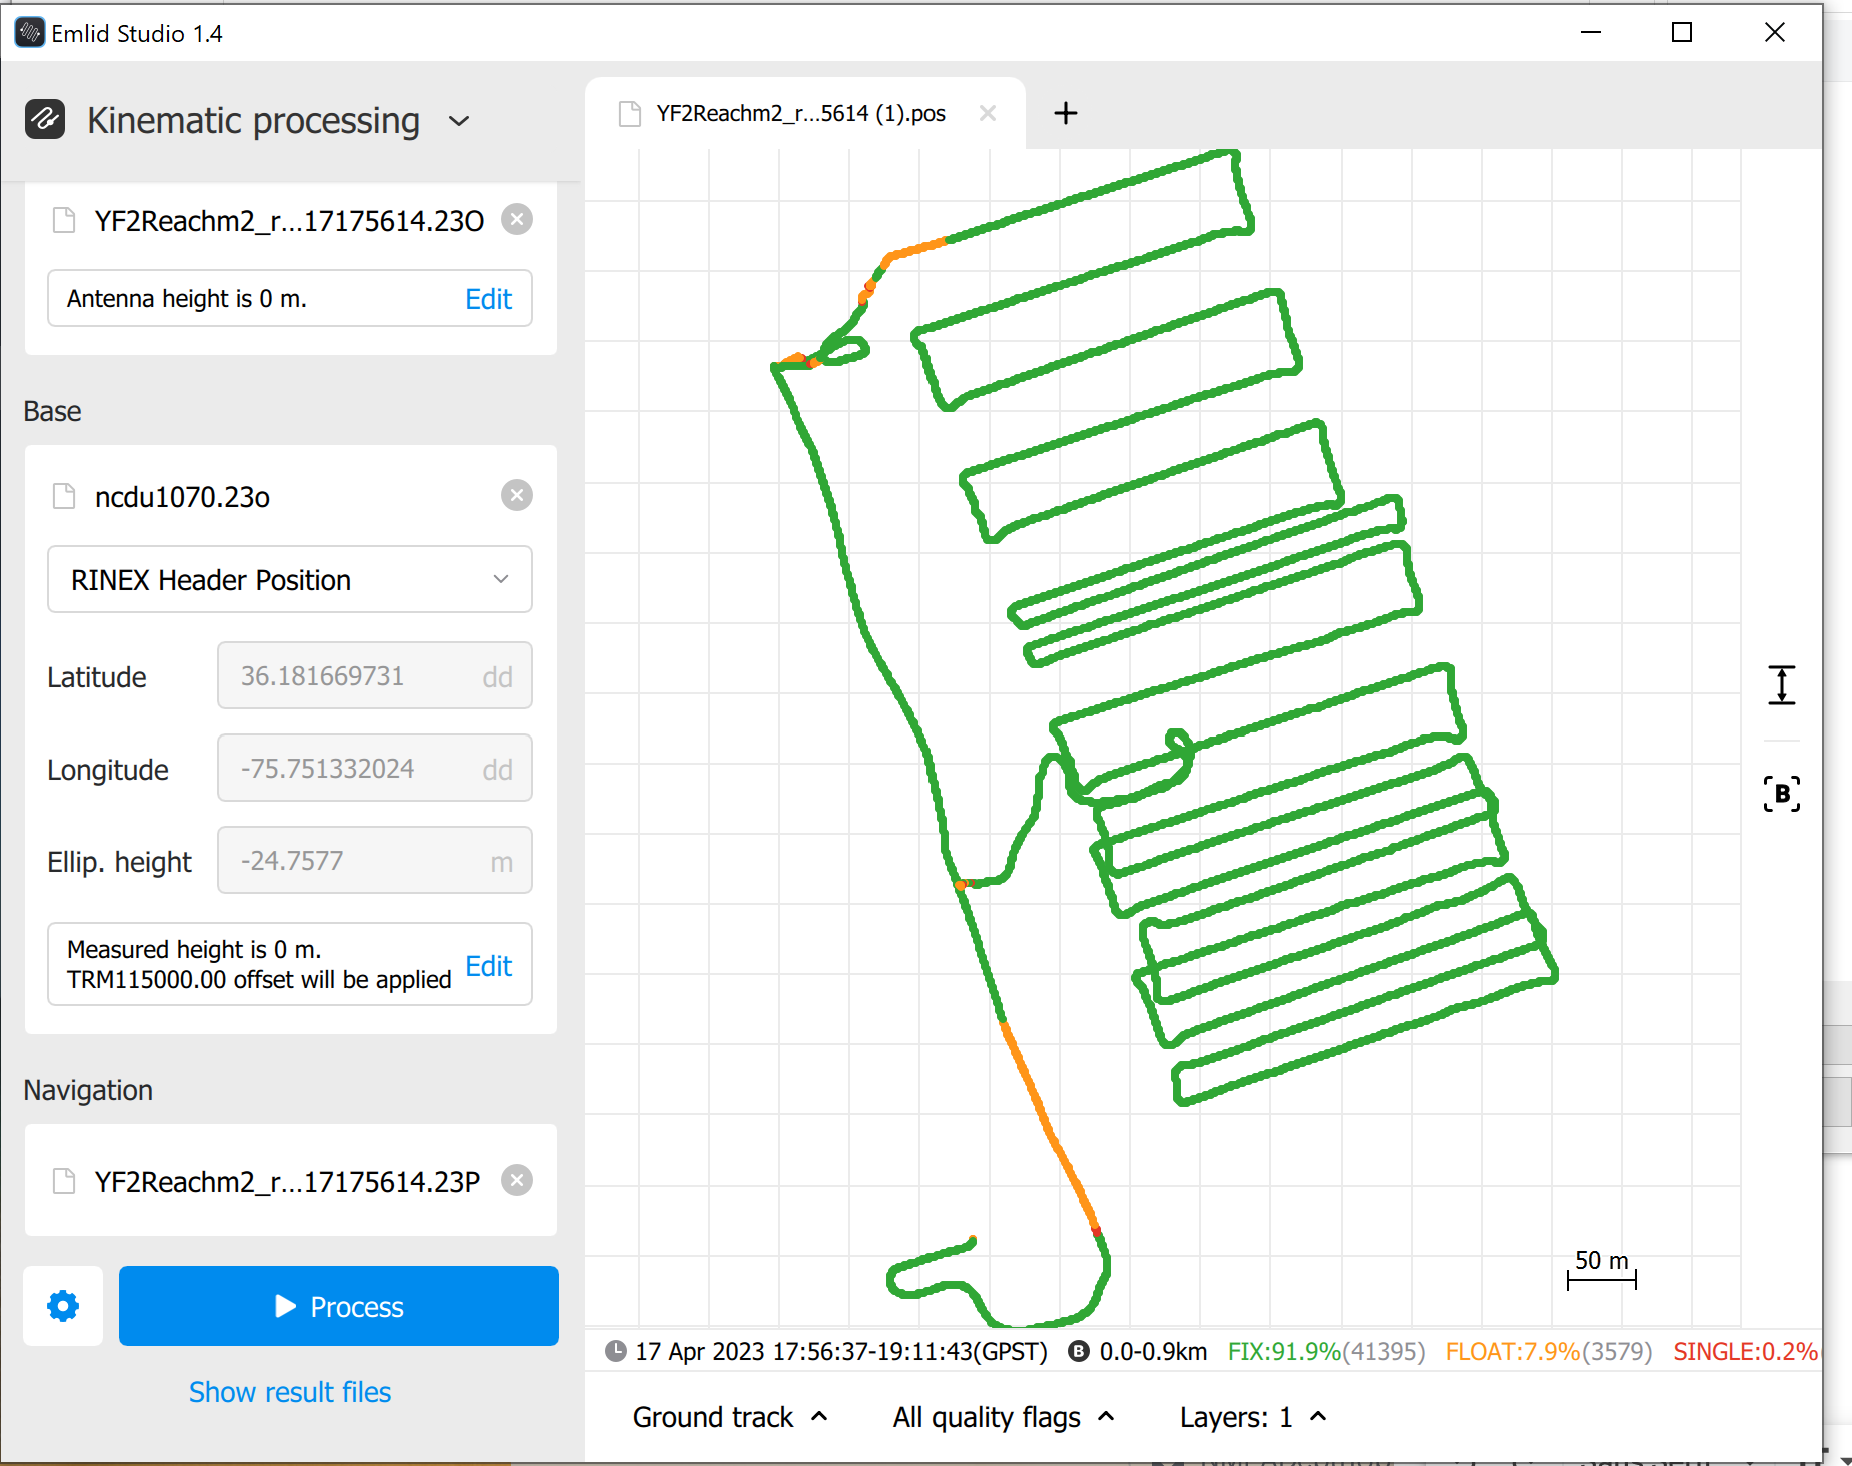 Emlid Studio 1.4
Kinematic processing
YF2Reachm2_r...5614 (1).pos
YF2Reachm2_r...17175614.23O
Antenna height is 0 m.
Edit
Base
ncdu1070.23o
RINEX Header Position
Latitude
36.181669731 dd
Longitude
-75.751332024 dd
Ellip. height
-24.7577 m
Measured height is 0 m.
TRM115000.00 offset will be applied
Edit
Navigation
YF2Reachm2_r...17175614.23P
Process
Show result files
B
50 m
17 Apr 2023 17:56:37-19:11:43(GPST) B 0.0-0.9km FIX:91.9%(41395) FLOAT:7.9%(3579) SINGLE:0.2%
Ground track
All quality flags
Layers: 1